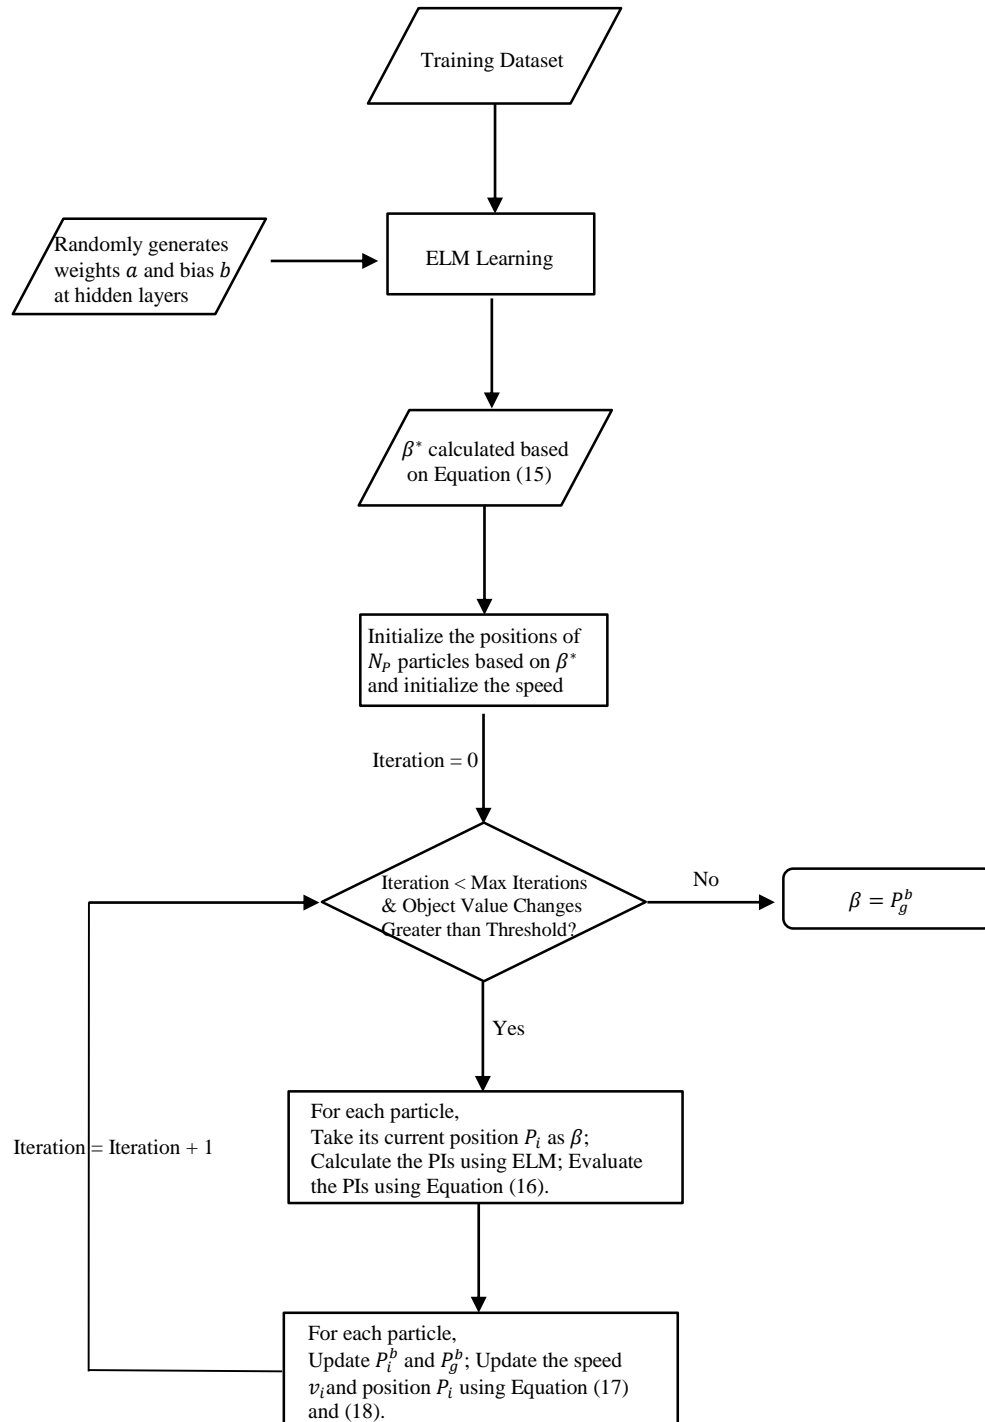 Training Dataset
Randomly generates
weights a and bias b
at hidden layers
ELM Learning
β* calculated based
on Equation (15)
Initialize the positions of
N_P particles based on β*
and initialize the speed
Iteration = 0
Iteration < Max Iterations
& Object Value Changes
Greater than Threshold?
No
β = P_g^b
Yes
For each particle,
Take its current position P_i as β;
Calculate the PIs using ELM; Evaluate
the PIs using Equation (16).
Iteration = Iteration + 1
For each particle,
Update P_i^b and P_g^b; Update the speed
v_i and position P_i using Equation (17)
and (18).